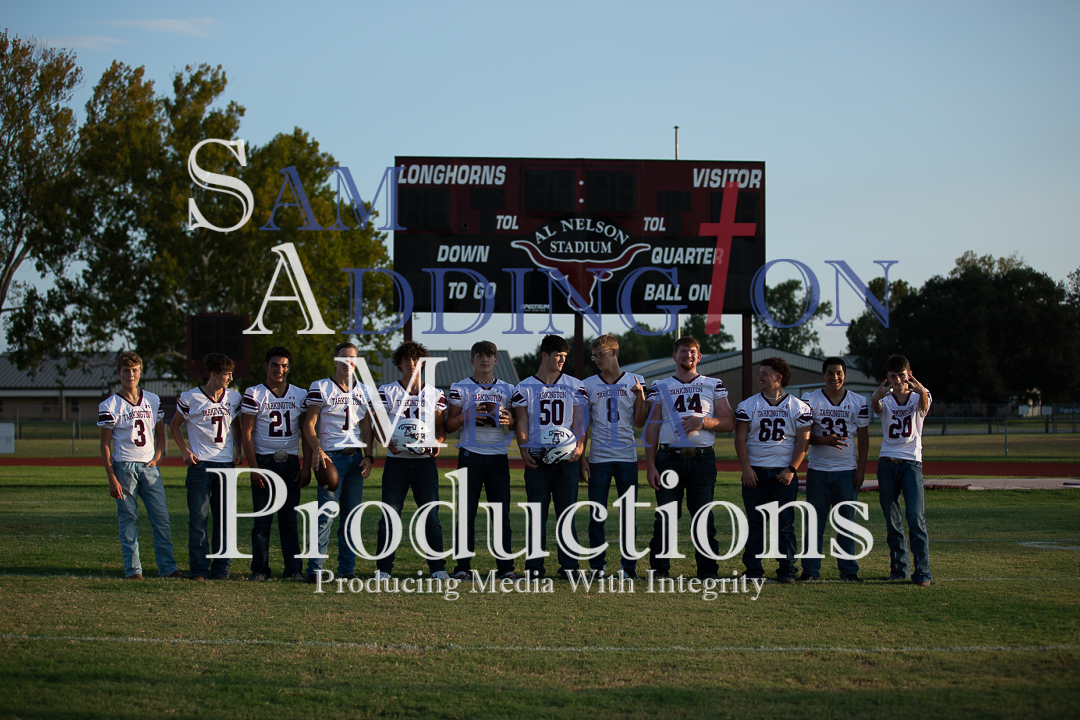 LONGHORNS VISITOR
SAM
TOL TOL
AL NELSON
STADIUM
DOWN QUARTER
ADDINGTON
TO GO BALL ON
SPECTRUM
MSM MEDIA
TARKINGTON TARKINGTON TARKINGTON TARKINGTON TARKINGTON TARKINGTON TARKINGTON TARKINGTON
3 7 21 1 11 50 8 44 66 33 20
Productions
Producing Media With Integrity